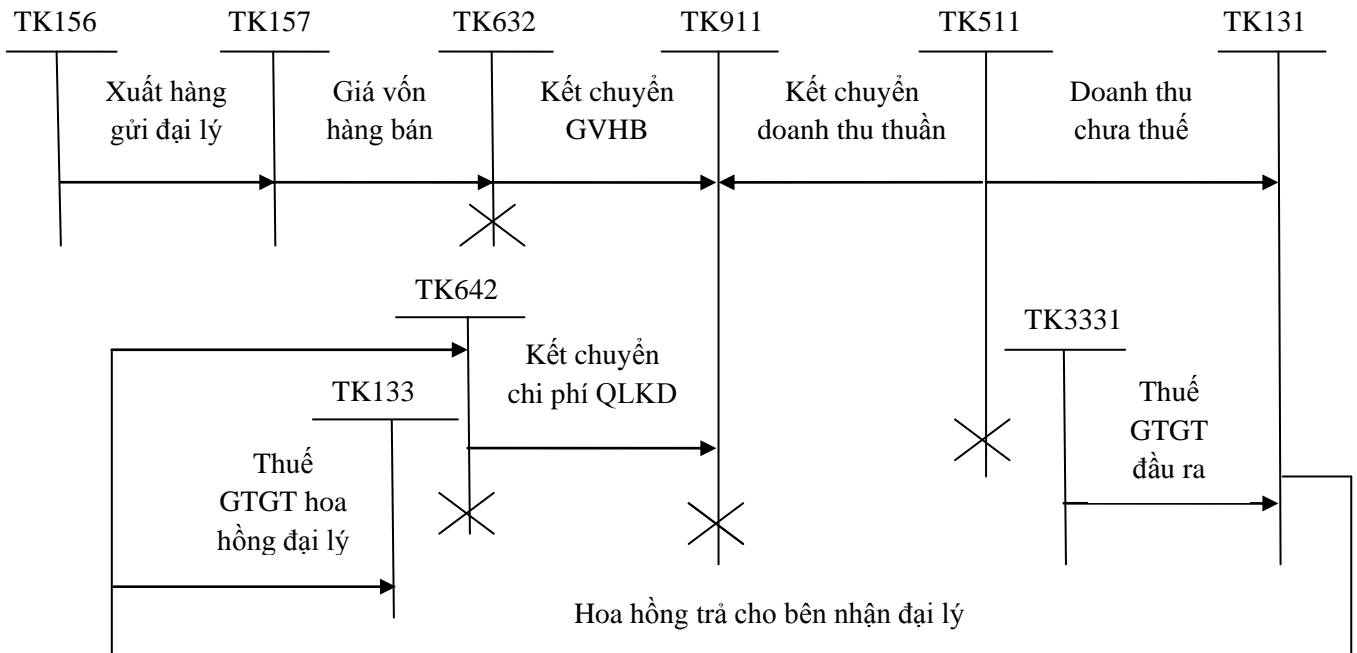 TK156
TK157
TK632
TK911
TK511
TK131
Xuất hàng
gửi đại lý
Giá vốn
hàng bán
Kết chuyển
GVHB
Kết chuyển
doanh thu thuần
Doanh thu
chưa thuế
TK642
TK3331
Kết chuyển
chi phí QLKD
TK133
Thuế
GTGT
đầu ra
Thuế
GTGT hoa
hồng đại lý
Hoa hồng trả cho bên nhận đại lý